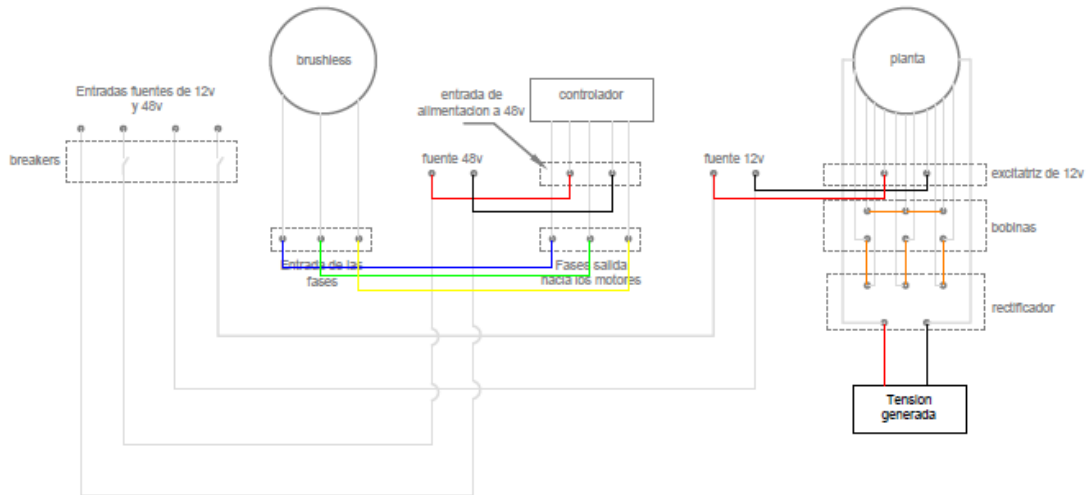 brushless
planta
Entradas fuentes de 12v
y 48v
entrada de
alimentacion a 48v
controlador
breakers
fuente 48v
fuente 12v
excitatriz de 12v
bobinas
Entrada de las
fases
Fases salida
hacia los motores
rectificador
Tension
generada